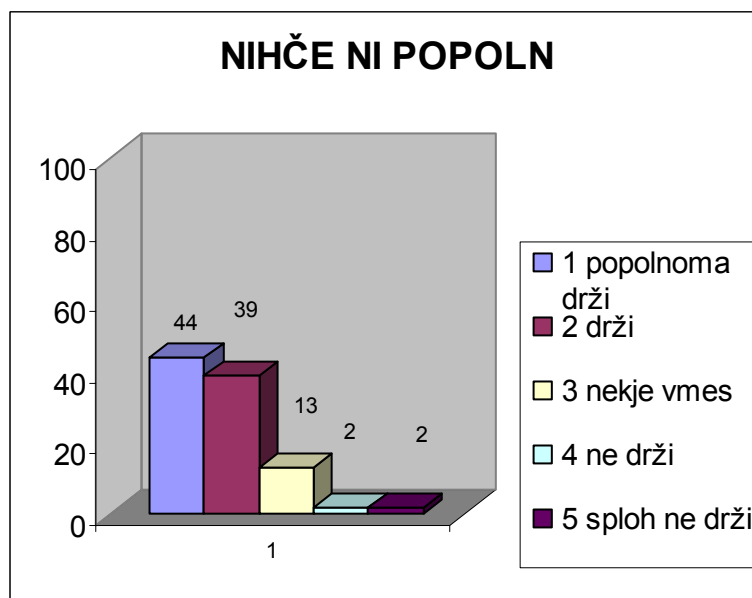 NIHČE NI POPOLN
100
80
60
40
20
0
44
39
13
2
2
1
1 popolnoma
drži
2 drži
3 nekje vmes
4 ne drži
5 sploh ne drži